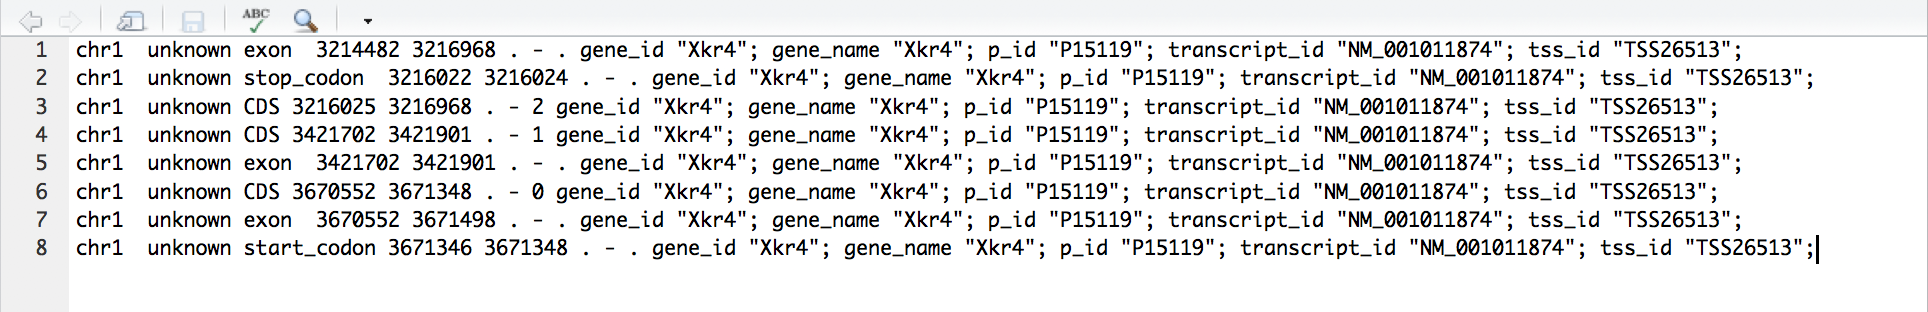 ABC
1 chr1 unknown exon 3214482 3216968 . - . gene_id "Xkr4"; gene_name "Xkr4"; p_id "P15119"; transcript_id "NM_001011874"; tss_id "TSS26513";
2 chr1 unknown stop_codon 3216022 3216024 . - . gene_id "Xkr4"; gene_name "Xkr4"; p_id "P15119"; transcript_id "NM_001011874"; tss_id "TSS26513";
3 chr1 unknown CDS 3216025 3216968 . - 2 gene_id "Xkr4"; gene_name "Xkr4"; p_id "P15119"; transcript_id "NM_001011874"; tss_id "TSS26513";
4 chr1 unknown CDS 3421702 3421901 . - 1 gene_id "Xkr4"; gene_name "Xkr4"; p_id "P15119"; transcript_id "NM_001011874"; tss_id "TSS26513";
5 chr1 unknown exon 3421702 3421901 . - . gene_id "Xkr4"; gene_name "Xkr4"; p_id "P15119"; transcript_id "NM_001011874"; tss_id "TSS26513";
6 chr1 unknown CDS 3670552 3671348 . - 0 gene_id "Xkr4"; gene_name "Xkr4"; p_id "P15119"; transcript_id "NM_001011874"; tss_id "TSS26513";
7 chr1 unknown exon 3670552 3671498 . - . gene_id "Xkr4"; gene_name "Xkr4"; p_id "P15119"; transcript_id "NM_001011874"; tss_id "TSS26513";
8 chr1 unknown start_codon 3671346 3671348 . - . gene_id "Xkr4"; gene_name "Xkr4"; p_id "P15119"; transcript_id "NM_001011874"; tss_id "TSS26513";